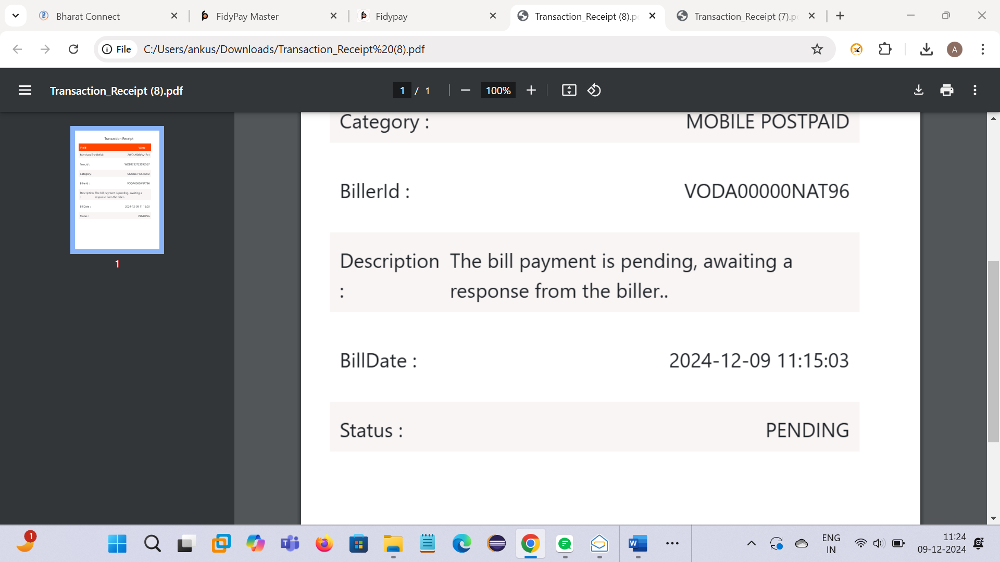 Bharat Connect
FidyPay Master
Fidypay
Transaction_Receipt (8).p
Transaction_Receipt (7).p
File
C:/Users/ankus/Downloads/Transaction_Receipt%20(8).pdf
A
Transaction_Receipt (8).pdf
1 / 1
100%
Transaction Receipt
Field Value
MerchantTrxnRefId :
Trxn_id : WOB1733723093557
Category : MOBILE POSTPAID
BillerId : VODA00000NAT96
Description The bill payment is pending, awaiting a
: response from the biller..
BillDate : 2024-12-09 11:15:03
Status : PENDING
1
Category : MOBILE POSTPAID
BillerId : VODA00000NAT96
Description The bill payment is pending, awaiting a
: response from the biller..
BillDate : 2024-12-09 11:15:03
Status : PENDING
1
ENG
IN
11:24
09-12-2024